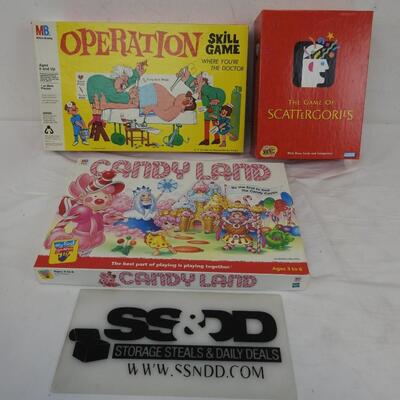 MB
OPERATION
SKILL
GAME
WHERE YOU'RE
THE DOCTOR
THE GAME OF
SCATTERGORIES
CANDY LAND
The best part of playing is playing together.
Ages 3 to 6
CANDY LAND
SS&DD
STORAGE STEALS & DAILY DEALS
WWW.SSNDD.COM